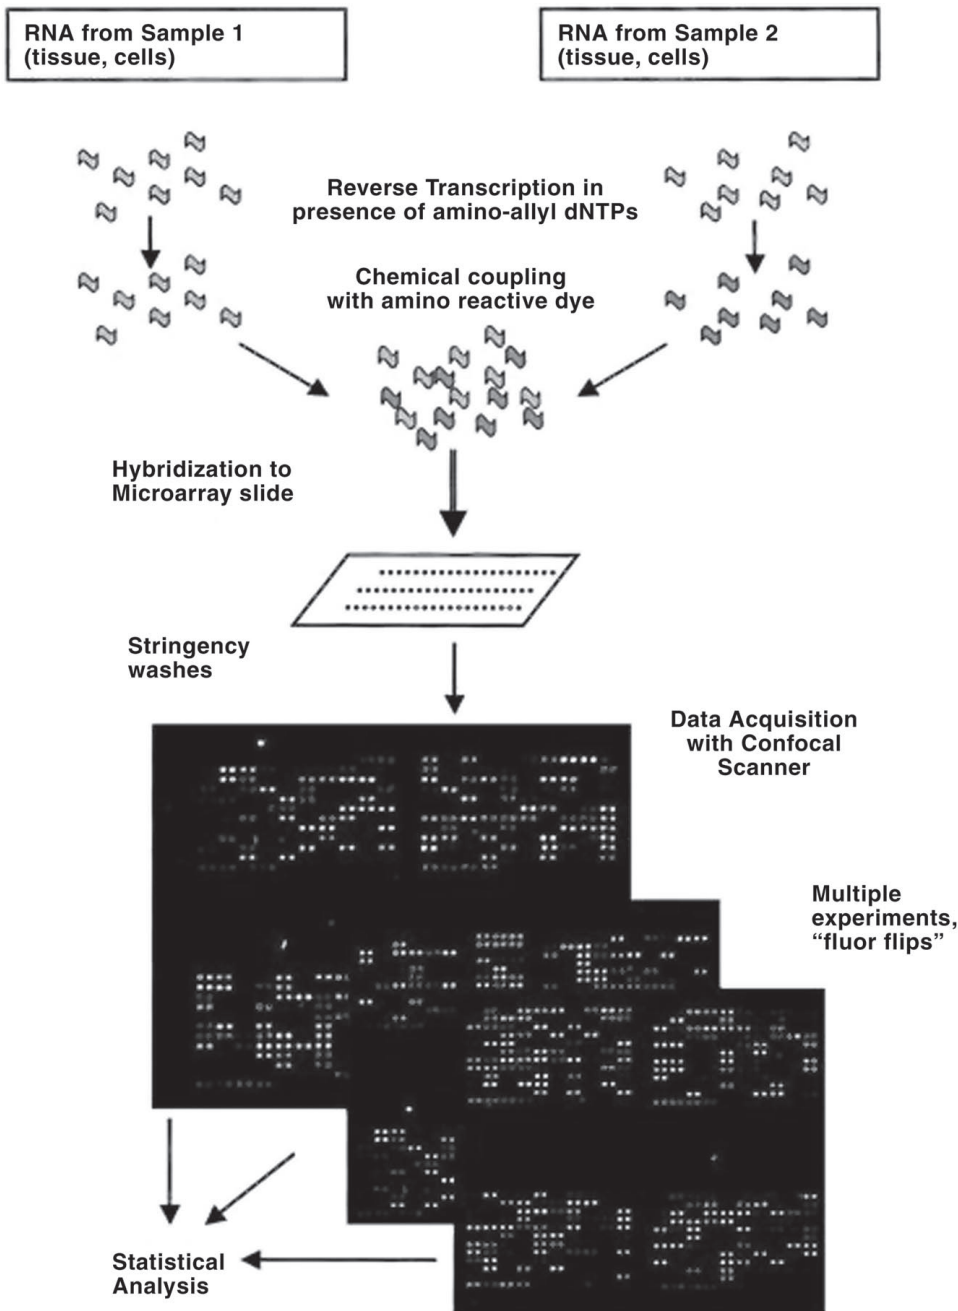 RNA from Sample 1
(tissue, cells)
RNA from Sample 2
(tissue, cells)
Reverse Transcription in
presence of amino-allyl dNTPs
Chemical coupling
with amino reactive dye
Hybridization to
Microarray slide
Stringency
washes
Data Acquisition
with Confocal
Scanner
Multiple
experiments,
“fluor flips”
Statistical
Analysis